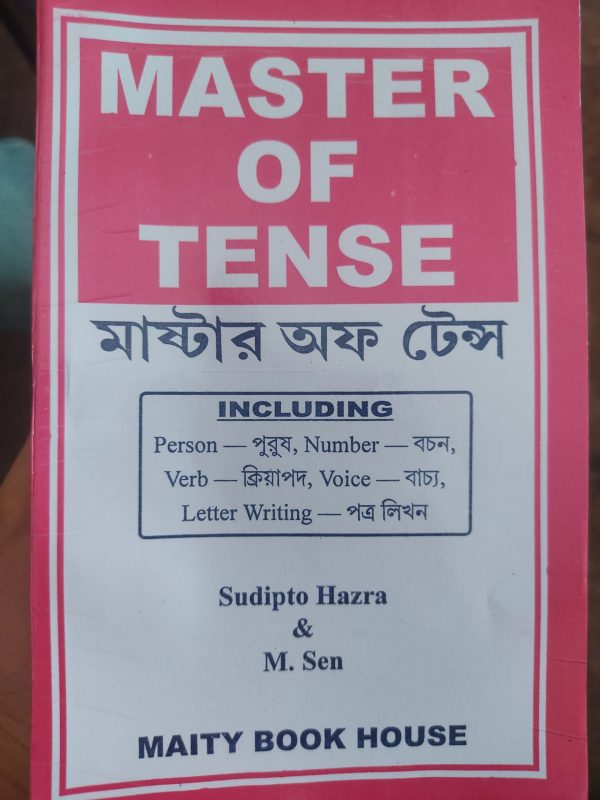 MASTER
OF
TENSE
মাষ্টার অফ টেন্স
INCLUDING
Person — পুরুষ, Number — বচন,
Verb — ক্রিয়াপদ, Voice — বাচ্য,
Letter Writing — পত্র লিখন
Sudipto Hazra
&
M. Sen
MAITY BOOK HOUSE